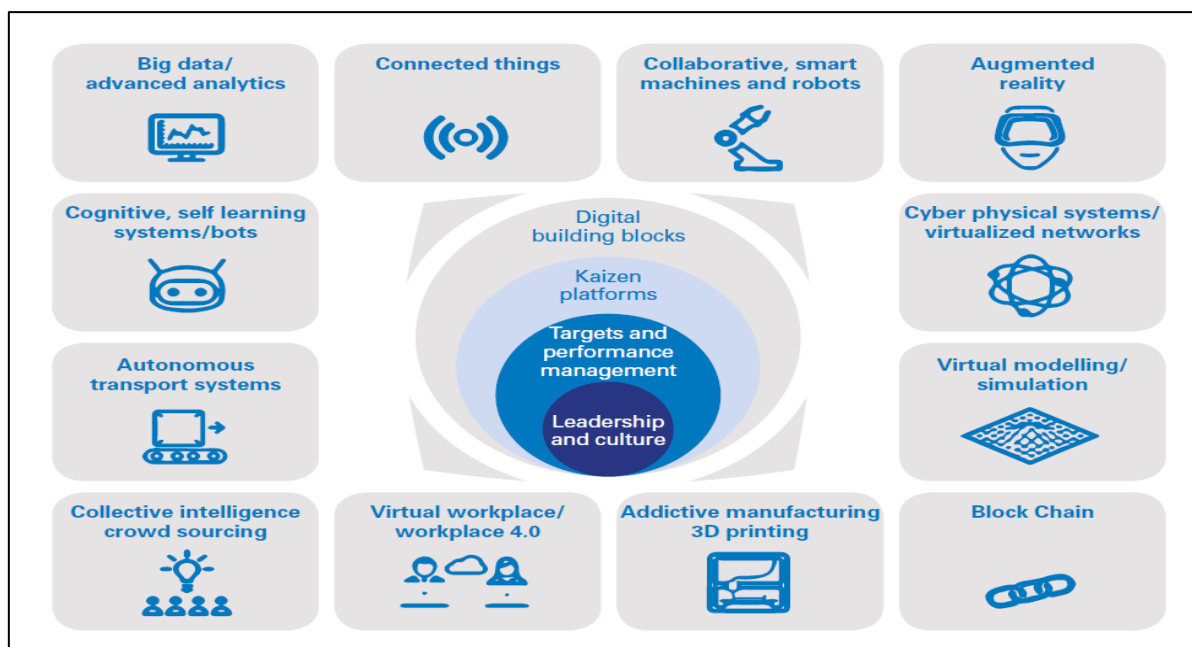 Big data/
advanced analytics
Connected things
Collaborative, smart
machines and robots
Augmented
reality
Cognitive, self learning
systems/bots
Digital
building blocks
Kaizen
platforms
Targets and
performance
management
Leadership
and culture
Cyber physical systems/
virtualized networks
Autonomous
transport systems
Virtual modelling/
simulation
Collective intelligence
crowd sourcing
Virtual workplace/
workplace 4.0
Addictive manufacturing
3D printing
Block Chain